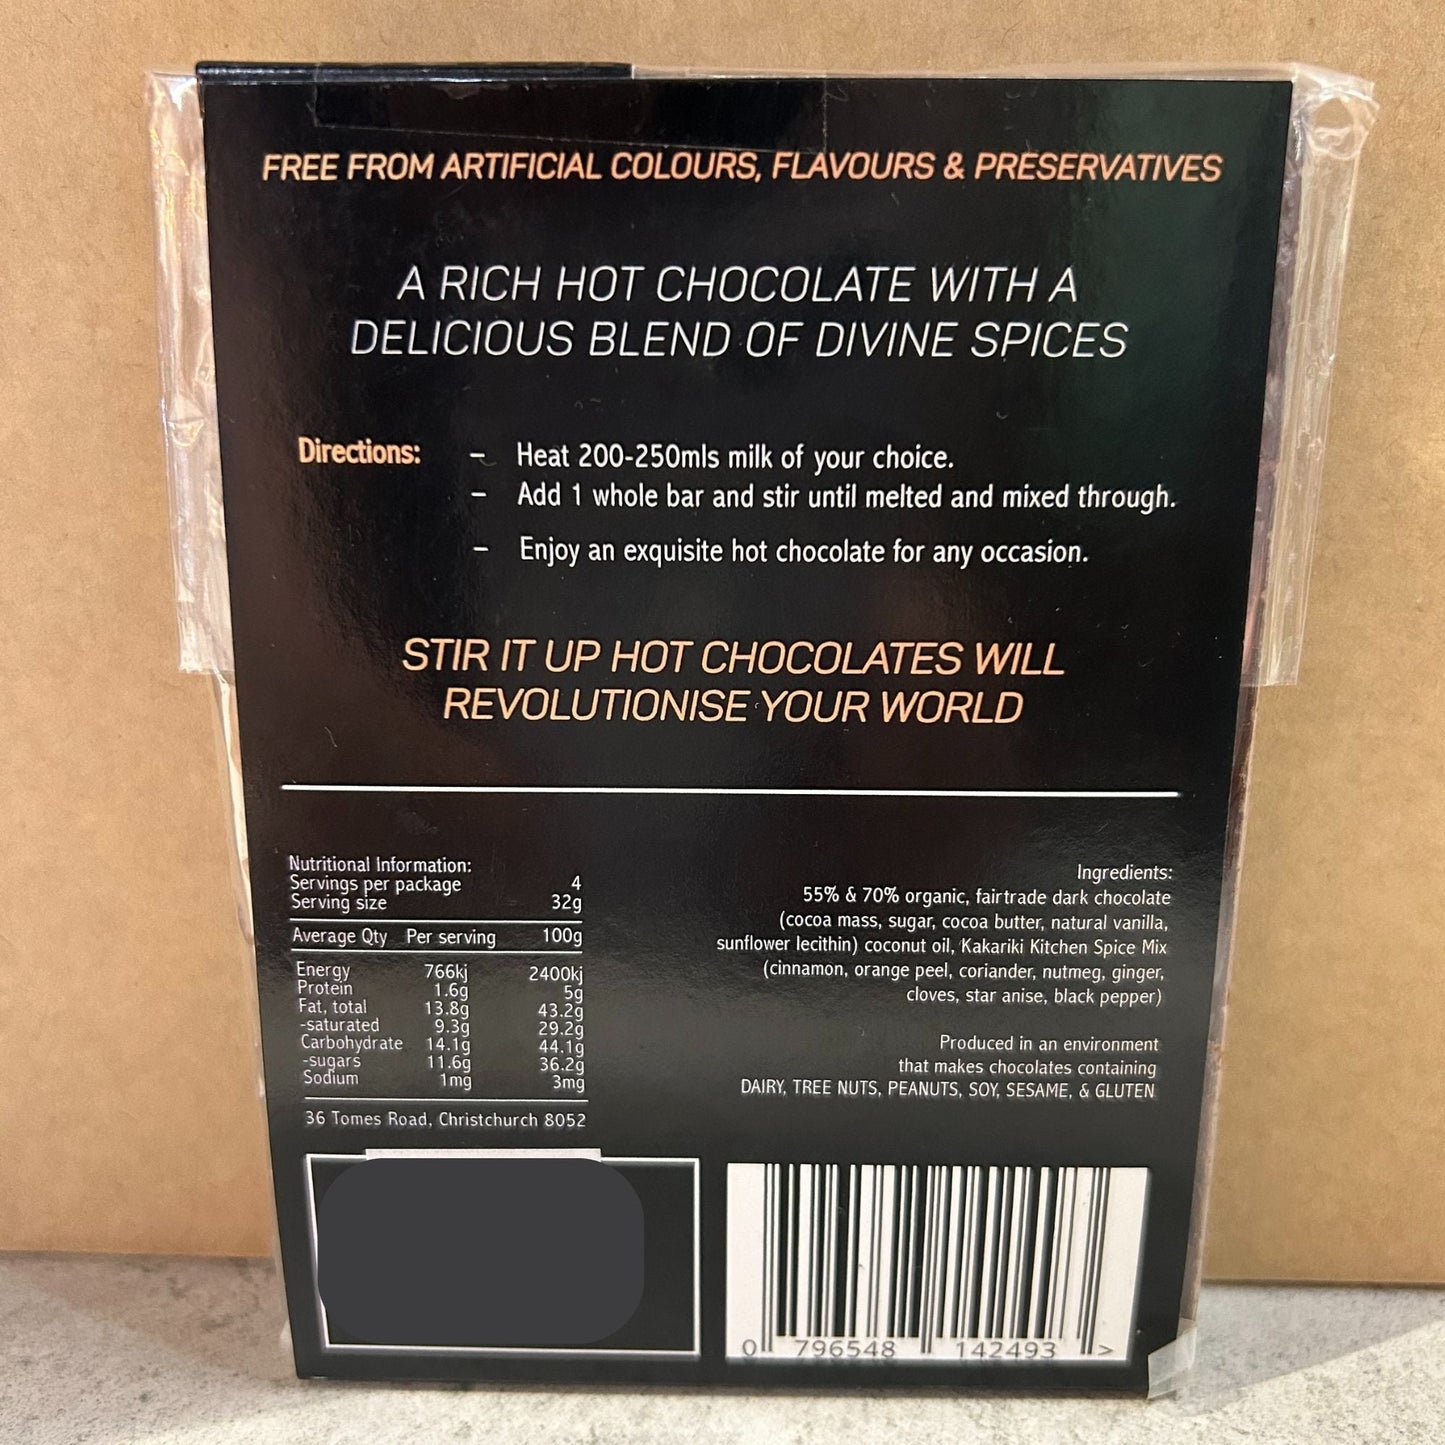 FREE FROM ARTIFICIAL COLOURS, FLAVOURS & PRESERVATIVES
A RICH HOT CHOCOLATE WITH A
DELICIOUS BLEND OF DIVINE SPICES
Directions: – Heat 200-250mls milk of your choice.
– Add 1 whole bar and stir until melted and mixed through.
– Enjoy an exquisite hot chocolate for any occasion.
STIR IT UP HOT CHOCOLATES WILL
REVOLUTIONISE YOUR WORLD
Nutritional Information:
Servings per package 4
Serving size 32g
Average Qty Per serving 100g
Energy 766kj 2400kj
Protein 1.6g 5g
Fat, total 13.8g 43.2g
-saturated 9.3g 29.2g
Carbohydrate 14.1g 44.1g
-sugars 11.6g 36.2g
Sodium 1mg 3mg
36 Tomes Road, Christchurch 8052
Ingredients:
55% & 70% organic, fairtrade dark chocolate
(cocoa mass, sugar, cocoa butter, natural vanilla,
sunflower lecithin) coconut oil, Kakariki Kitchen Spice Mix
(cinnamon, orange peel, coriander, nutmeg, ginger,
cloves, star anise, black pepper)
Produced in an environment
that makes chocolates containing
DAIRY, TREE NUTS, PEANUTS, SOY, SESAME, & GLUTEN
0 796548 142493 >